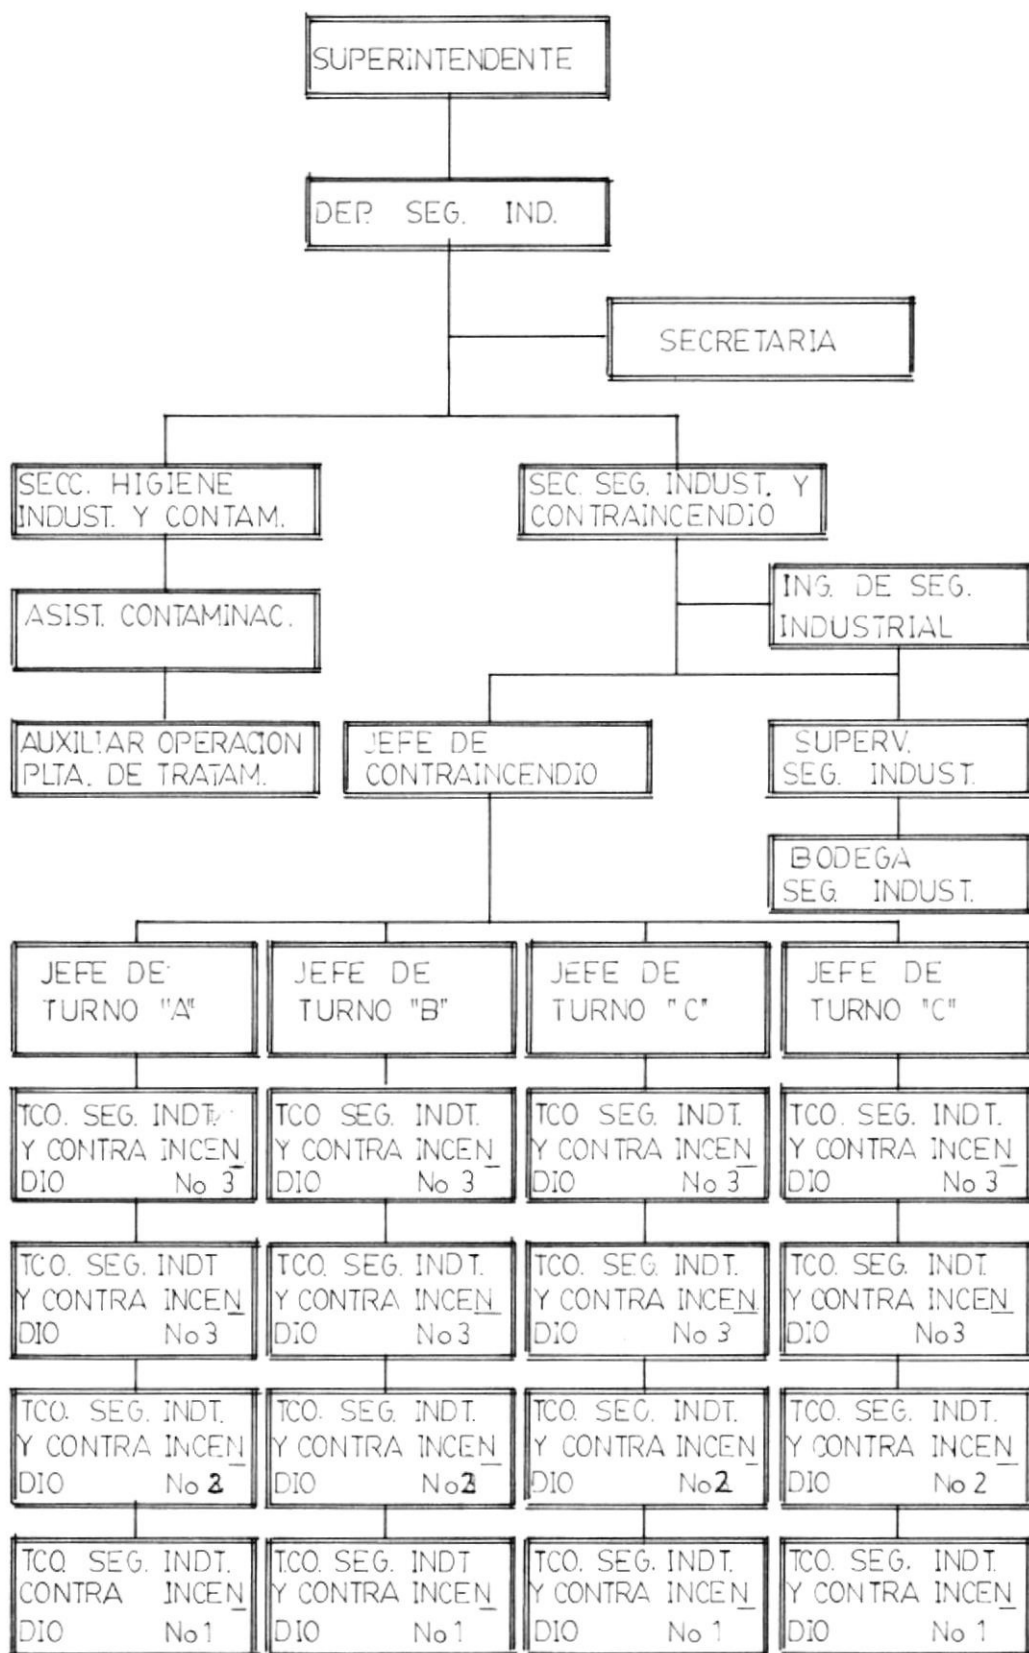 SUPERINTENDENTE
DEP. SEG. IND.
SECRETARIA
SECC. HIGIENE
INDUST. Y CONTAM.
SEC. SEG. INDUST. Y
CONTRAINCENDIO
ASIST. CONTAMINAC.
ING. DE SEG.
INDUSTRIAL
AUXILIAR OPERACION
PLTA. DE TRATAM.
JEFE DE
CONTRAINCENDIO
SUPERV.
SEG. INDUST.
BODEGA
SEG. INDUST.
JEFE DE
TURNO "A"
JEFE DE
TURNO "B"
JEFE DE
TURNO "C"
JEFE DE
TURNO "C"
TCO. SEG. INDT.
Y CONTRA INCEN
DIO No 3
TCO SEG. INDT.
Y CONTRA INCEN
DIO No 3
TCO SEG. INDT.
Y CONTRA INCEN
DIO No 3
TCO. SEG. INDT.
Y CONTRA INCEN
DIO No 3
TCO. SEG. INDT
Y CONTRA INCEN
DIO No 3
TCO. SEG. INDT.
Y CONTRA INCEN
DIO No 3
TCO. SEG. INDT.
Y CONTRA INCEN
DIO No 3
TCO. SEG. INDT.
Y CONTRA INCEN
DIO No 3
TCO. SEG. INDT.
Y CONTRA INCEN
DIO No
TCO. SEG. INDT.
Y CONTRA INCEN
DIO No
TCO. SEG. INDT.
Y CONTRA INCEN
DIO No 2
TCO. SEG. INDT.
Y CONTRA INCEN
DIO No 2
TCO. SEG. INDT.
CONTRA INCEN
DIO No 1
TCO. SEG. INDT
Y CONTRA INCEN
DIO No 1
TCO. SEG. INDT.
Y CONTRA INCEN
DIO No 1
TCO. SEG. INDT.
Y CONTRA INCEN
DIO No 1